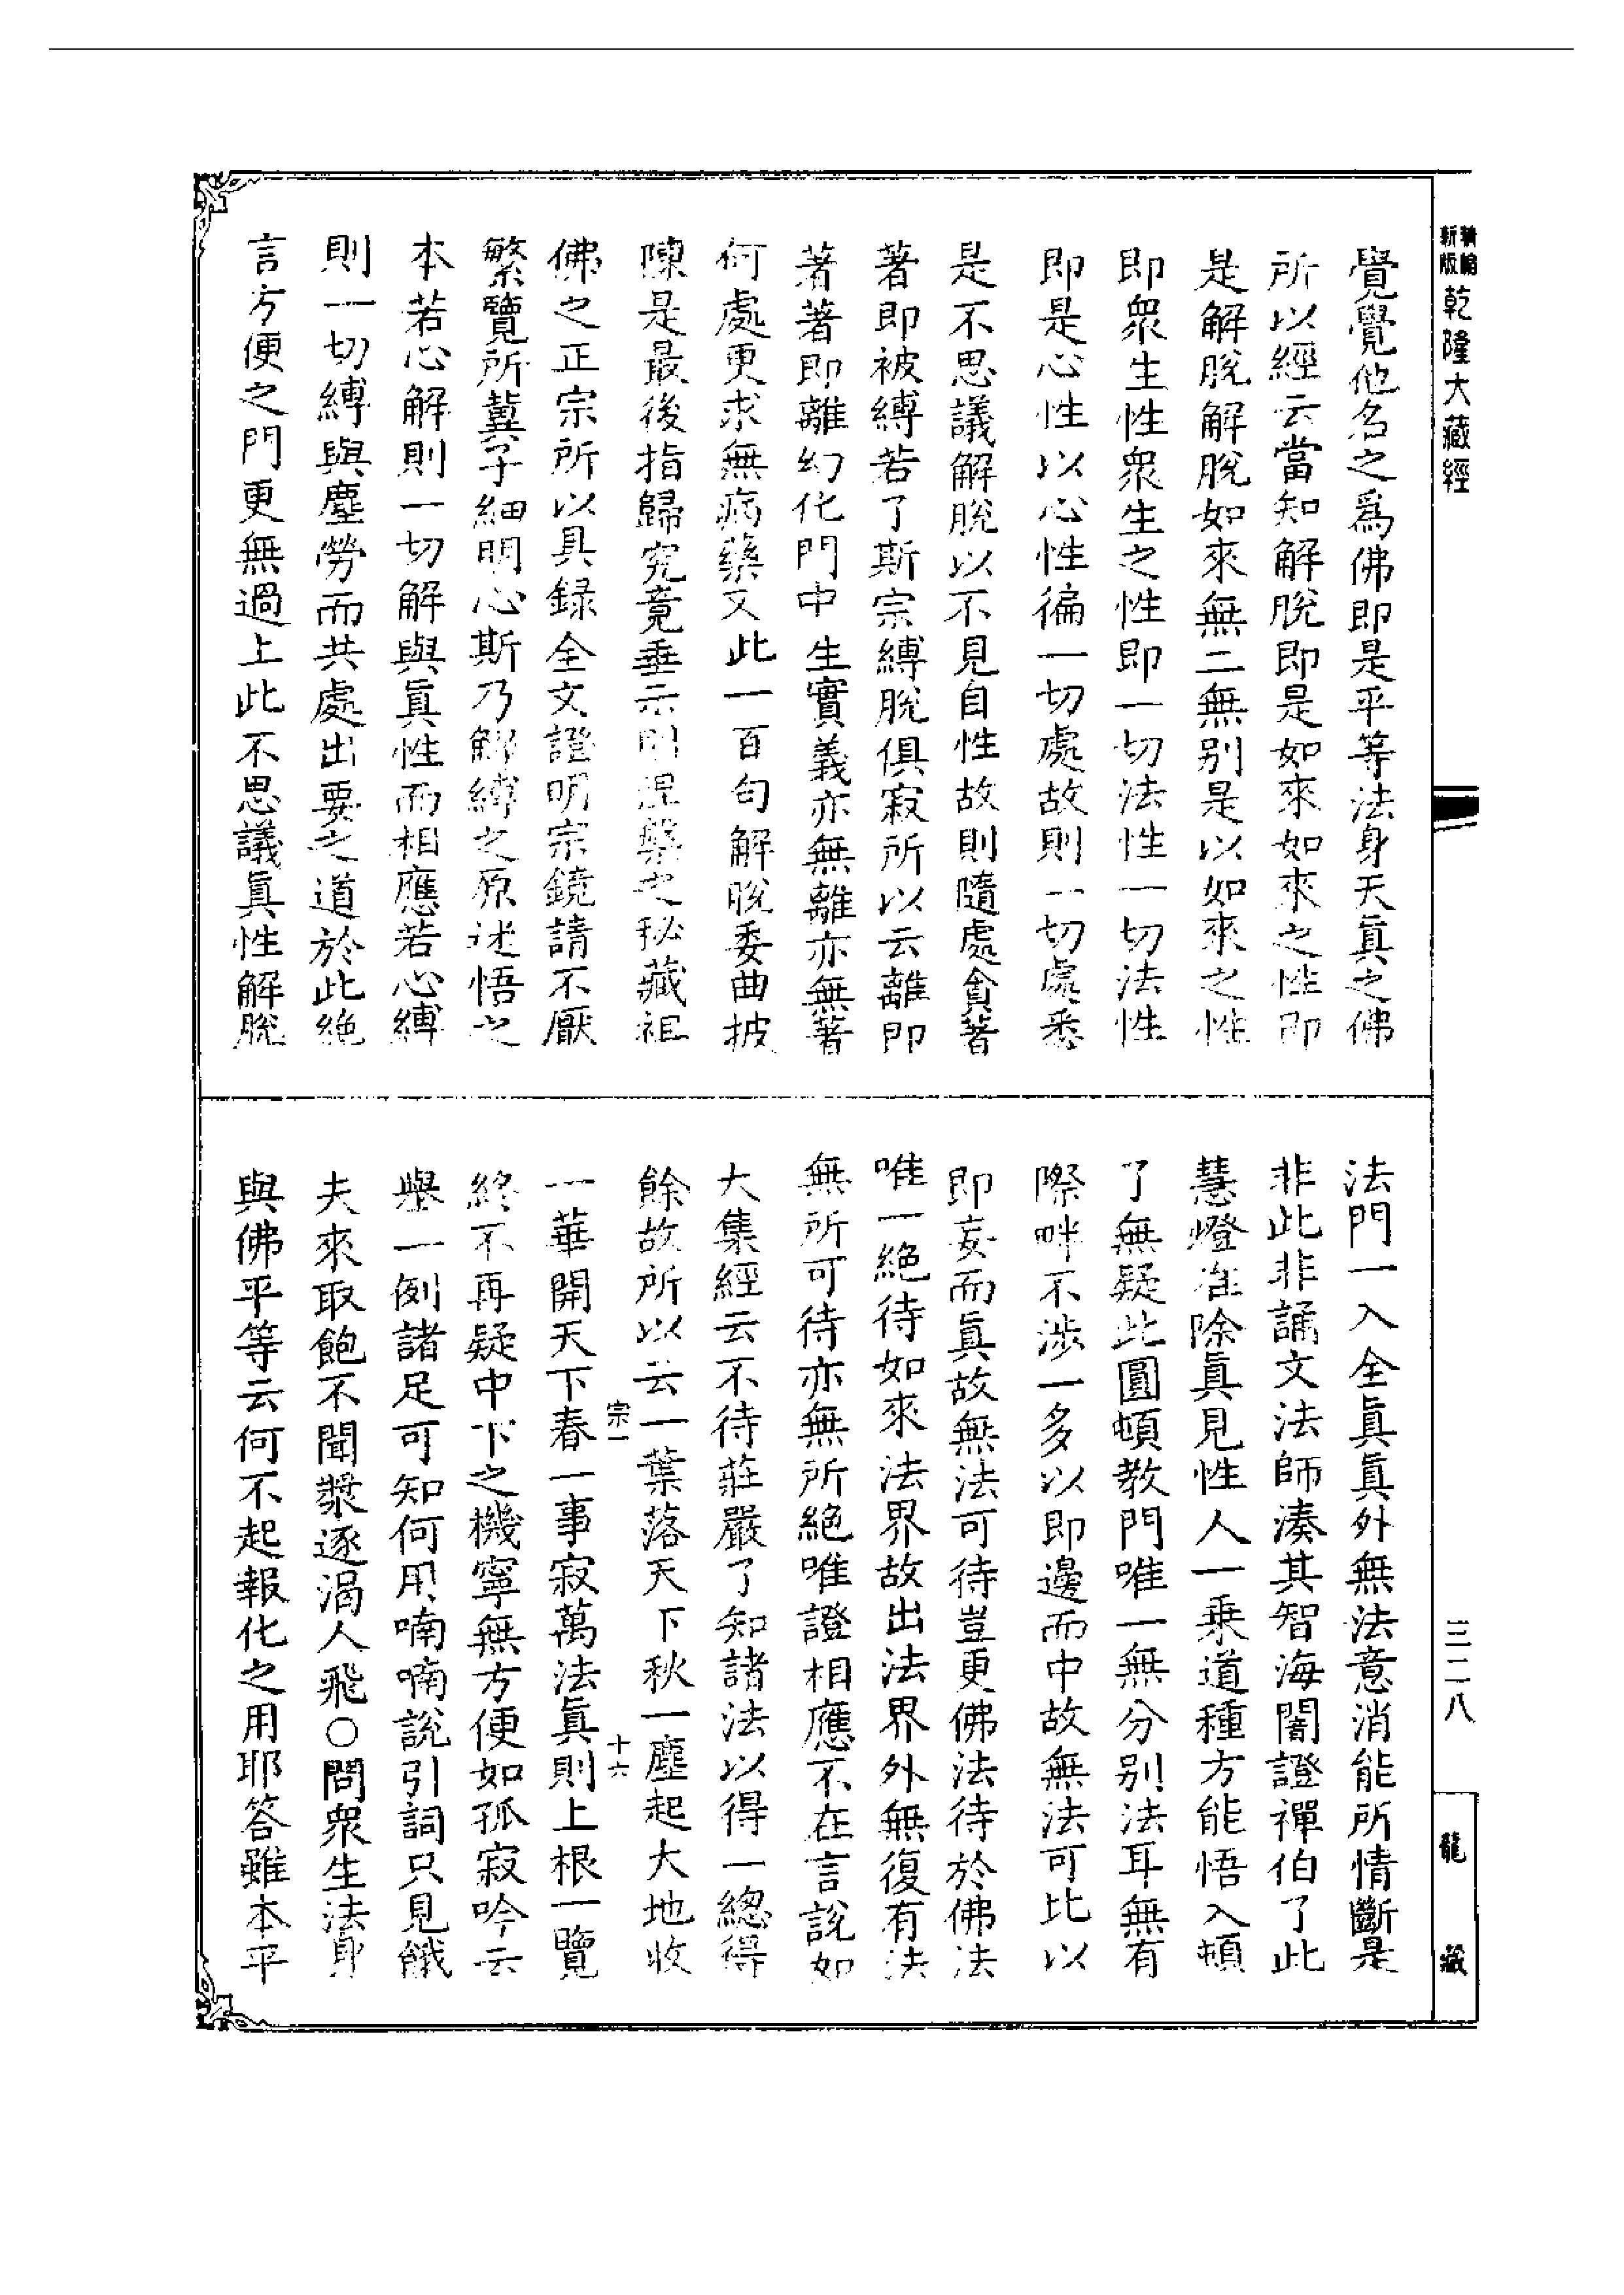 精縮新版乾隆大藏經
三二八
龍藏
覺覺他名之爲佛即是平等法身天真之佛
所以經云當知解脫即是如來如來之性即
是解脫解脫如來無二無別是以如來之性
即衆生性衆生之性即一切法性一切法性
即是心性以心性徧一切處故則一切處悉
是不思議解脫以不見自性故則隨處貪著
著即被縛若了斯宗縛脫俱寂所以云離即
著著即離幻化門中生實義亦無離亦無著
何處更求無病藥又此一百句解脫委曲披
陳是最後指歸究竟垂示開涅槃之秘藏祖
佛之正宗所以具録全文證明宗鏡請不厭
繁覽所冀子細明心斯乃解縛之原迷悟之
本若心解則一切解與真性而相應若心縛
則一切縛與塵勞而共處出要之道於此絕
言方便之門更無過上此不思議真性解脫
法門一入全真真外無法意消能所情斷是
非此非誦文法師湊其智海闇證禪伯了此
慧燈唯除真見性人一乘道種方能悟入頓
了無疑此圓頓教門唯一無分別法耳無有
際畔不涉一多以即邊而中故無法可比以
即妄而真故無法可待豈更佛法待於佛法
唯一絕待如來法界故出法界外無復有法
無所可待亦無所絕唯證相應不在言說如
大集經云不待莊嚴了知諸法以得一總得
餘故所以云一葉落天下秋一塵起大地收
宗一 十六
一華開天下春一事寂萬法真則上根一覽
終不再疑中下之機寧無方便如孤寂吟云
舉一例諸足可知何用喃喃說引詞只見餓
夫來取飽不聞漿逐渴人飛〇問衆生法身
與佛平等云何不起報化之用耶答雖本平